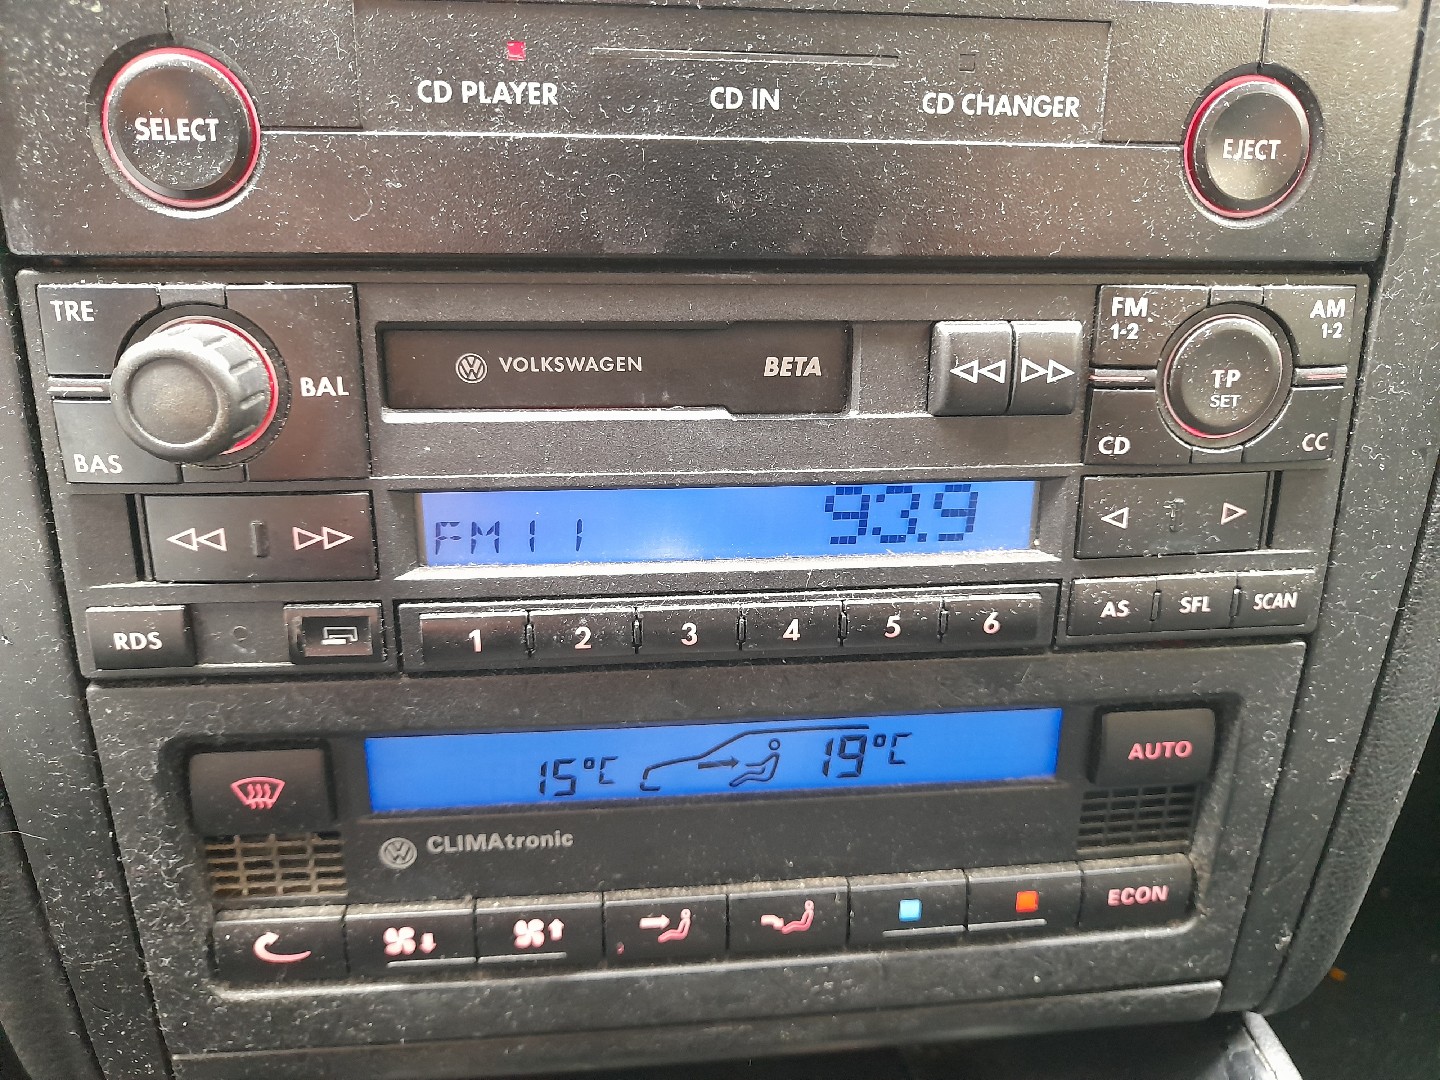 SELECT
CD PLAYER
CD IN
CD CHANGER
EJECT
TRE
BAL
BAS
VOLKSWAGEN
BETA
FM
1-2
AM
1-2
TP
SET
CD
CC
FM 1 1
93.9
RDS
1 2 3 4 5 6
AS
SFL
SCAN
15°C
19°C
AUTO
CLIMAtronic
ECON